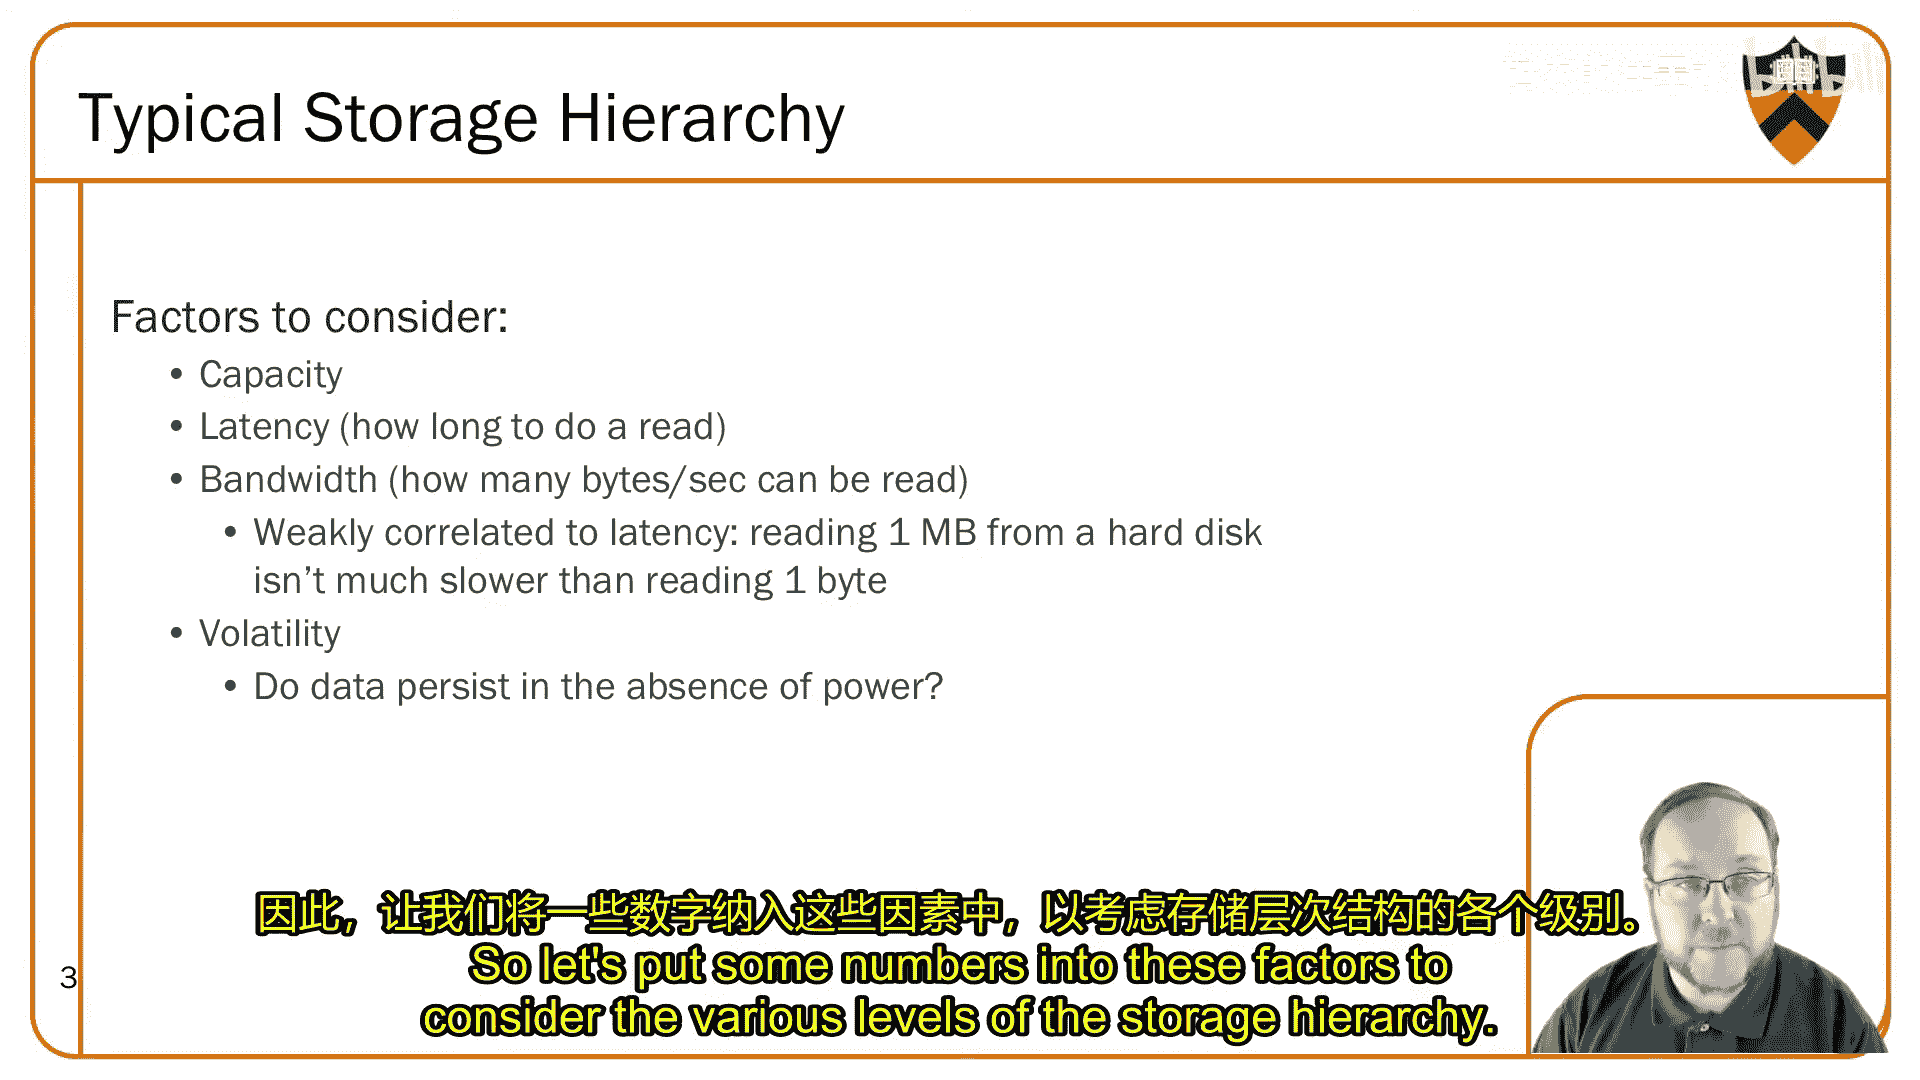 Typical Storage Hierarchy
Factors to consider:
• Capacity
• Latency (how long to do a read)
• Bandwidth (how many bytes/sec can be read)
• Weakly correlated to latency: reading 1 MB from a hard disk
isn’t much slower than reading 1 byte
• Volatility
• Do data persist in the absence of power?
因此，让我们将一些数字纳入这些因素中，以考虑存储层次结构的各个级别。
So let's put some numbers into these factors to
consider the various levels of the storage hierarchy.
3
bilibili